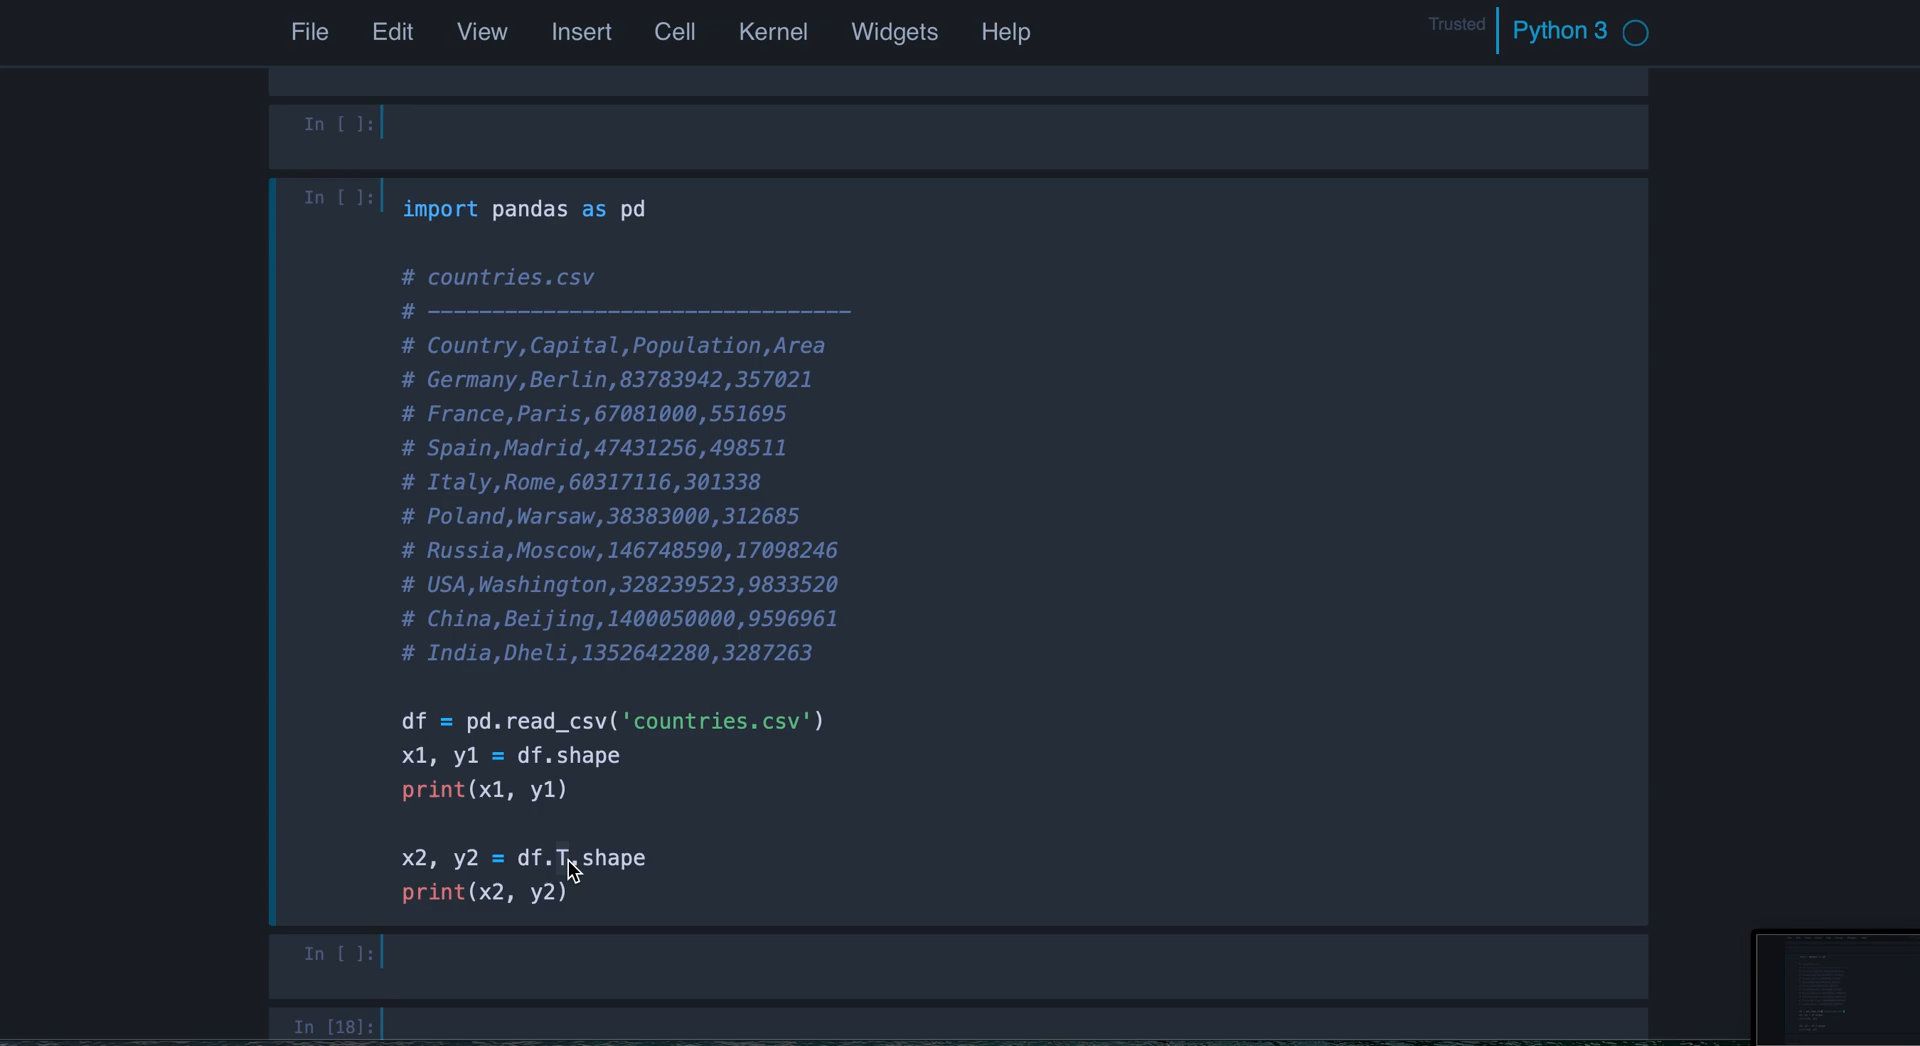 File Edit View Insert Cell Kernel Widgets Help Trusted Python 3
In [ ]:
In [ ]:
import pandas as pd
# countries.csv
# ---------------------------------
# Country,Capital,Population,Area
# Germany,Berlin,83783942,357021
# France,Paris,67081000,551695
# Spain,Madrid,47431256,498511
# Italy,Rome,60317116,301338
# Poland,Warsaw,38383000,312685
# Russia,Moscow,146748590,17098246
# USA,Washington,328239523,9833520
# China,Beijing,1400050000,9596961
# India,Dheli,1352642280,3287263
df = pd.read_csv('countries.csv')
x1, y1 = df.shape
print(x1, y1)
x2, y2 = df.T.shape
print(x2, y2)
In [ ]:
In [18]: